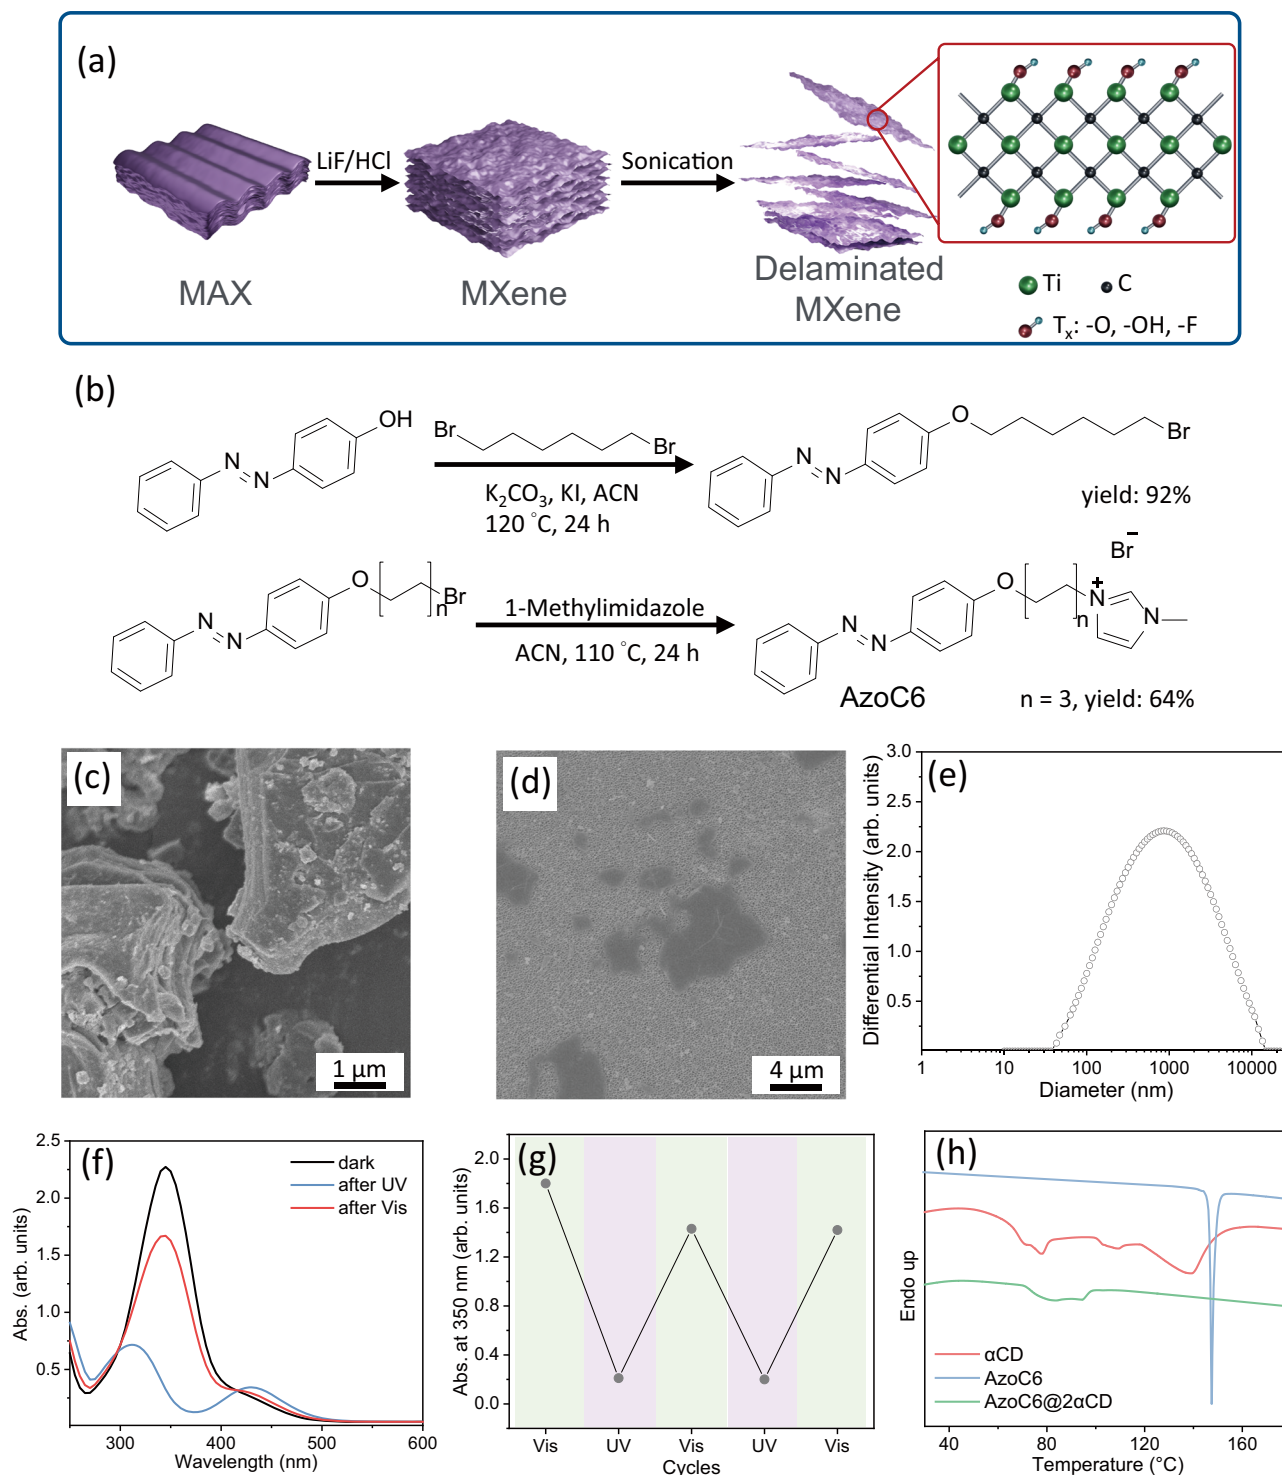 (a)
LiF/HCl
Sonication
MAX
MXene
Delaminated
MXene
Ti
C
Tₓ: -O, -OH, -F
(b)
OH
N
N
Br
Br
K₂CO₃, KI, ACN
120 °C, 24 h
O
Br
N
N
yield: 92%
O
Br
n
N
N
1-Methylimidazole
ACN, 110 °C, 24 h
Br−
O
n
N
+
N
N
N
AzoC6
n = 3, yield: 64%
(c)
1 μm
(d)
4 μm
(e)
Differential Intensity (arb. units)
3.0
2.5
2.0
1.5
1.0
0.5
1
10
100
1000
10000
Diameter (nm)
(f)
Abs. (arb. units)
2.5
2.0
1.5
1.0
0.5
dark
after UV
after Vis
300
400
500
600
Wavelength (nm)
(g)
Abs. at 350 nm (arb. units)
2.0
1.6
1.2
0.8
0.4
0.0
Vis
UV
Vis
UV
Vis
Cycles
(h)
Endo up
αCD
AzoC6
AzoC6@2αCD
40
80
120
160
Temperature (°C)